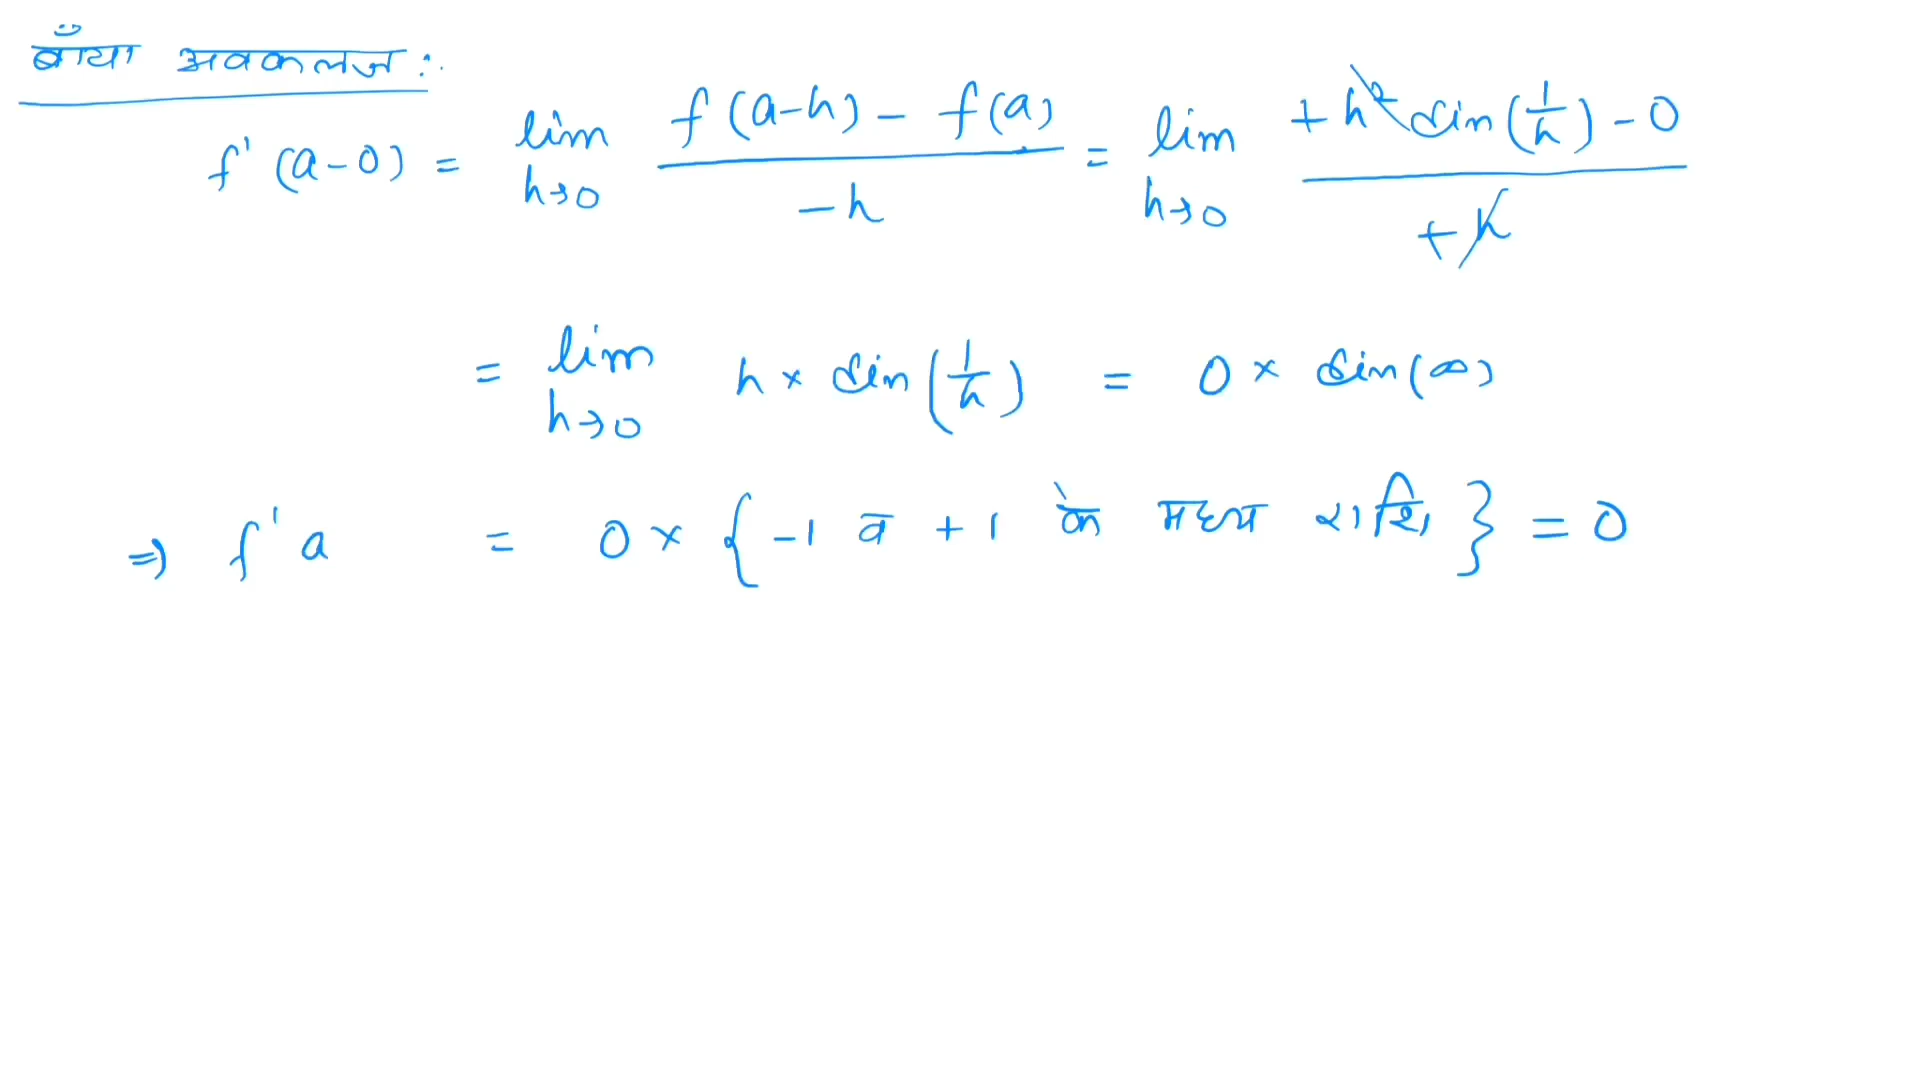 बाँया अवकलज :.
f'(a-0) = lim h→0 f(a-h) - f(a) / -h = lim h→0 +h² sin(1/h) - 0 / +h
= lim h→0 h × sin(1/h) = 0 × sin(∞)
⇒ f'a = 0 × { -1 व +1 के मध्य राशि } = 0